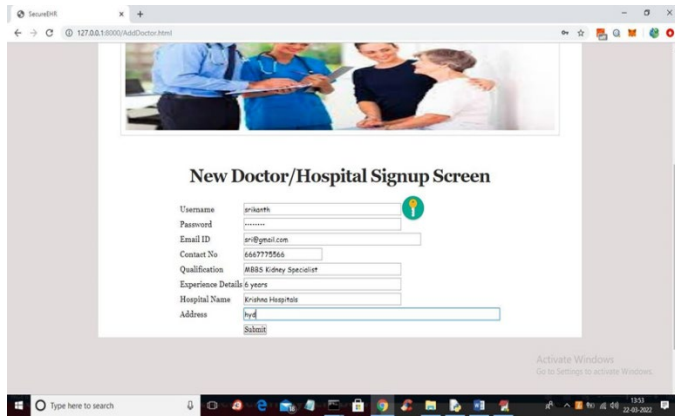 SecureEHR
127.0.0.1:8000/AddDoctor.html
New Doctor/Hospital Signup Screen
Username srikanth
Password ········
Email ID sri@gmail.com
Contact No 6667775566
Qualification MBBS Kidney Specialist
Experience Details 6 years
Hospital Name Krishna Hospitals
Address hyd
Submit
Activate Windows
Go to Settings to activate Windows.
Type here to search
13:53
22-03-2022